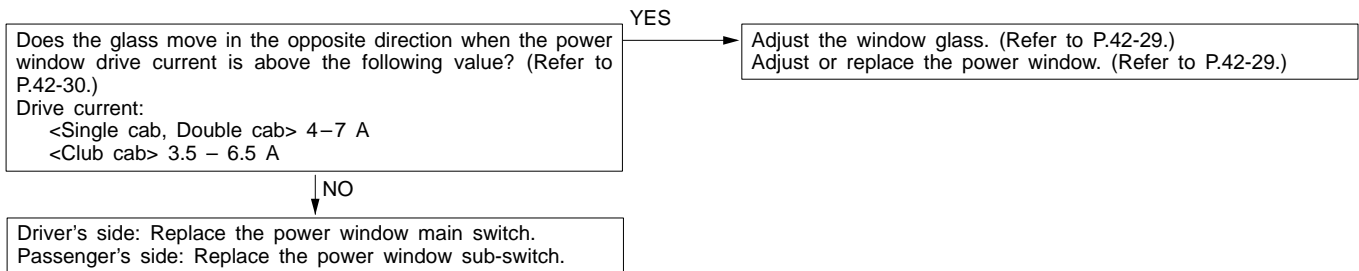 YES
Does the glass move in the opposite direction when the power
window drive current is above the following value? (Refer to
P.42-30.)
Drive current:
<Single cab, Double cab> 4–7 A
<Club cab> 3.5 – 6.5 A
Adjust the window glass. (Refer to P.42-29.)
Adjust or replace the power window. (Refer to P.42-29.)
NO
Driver's side: Replace the power window main switch.
Passenger's side: Replace the power window sub-switch.